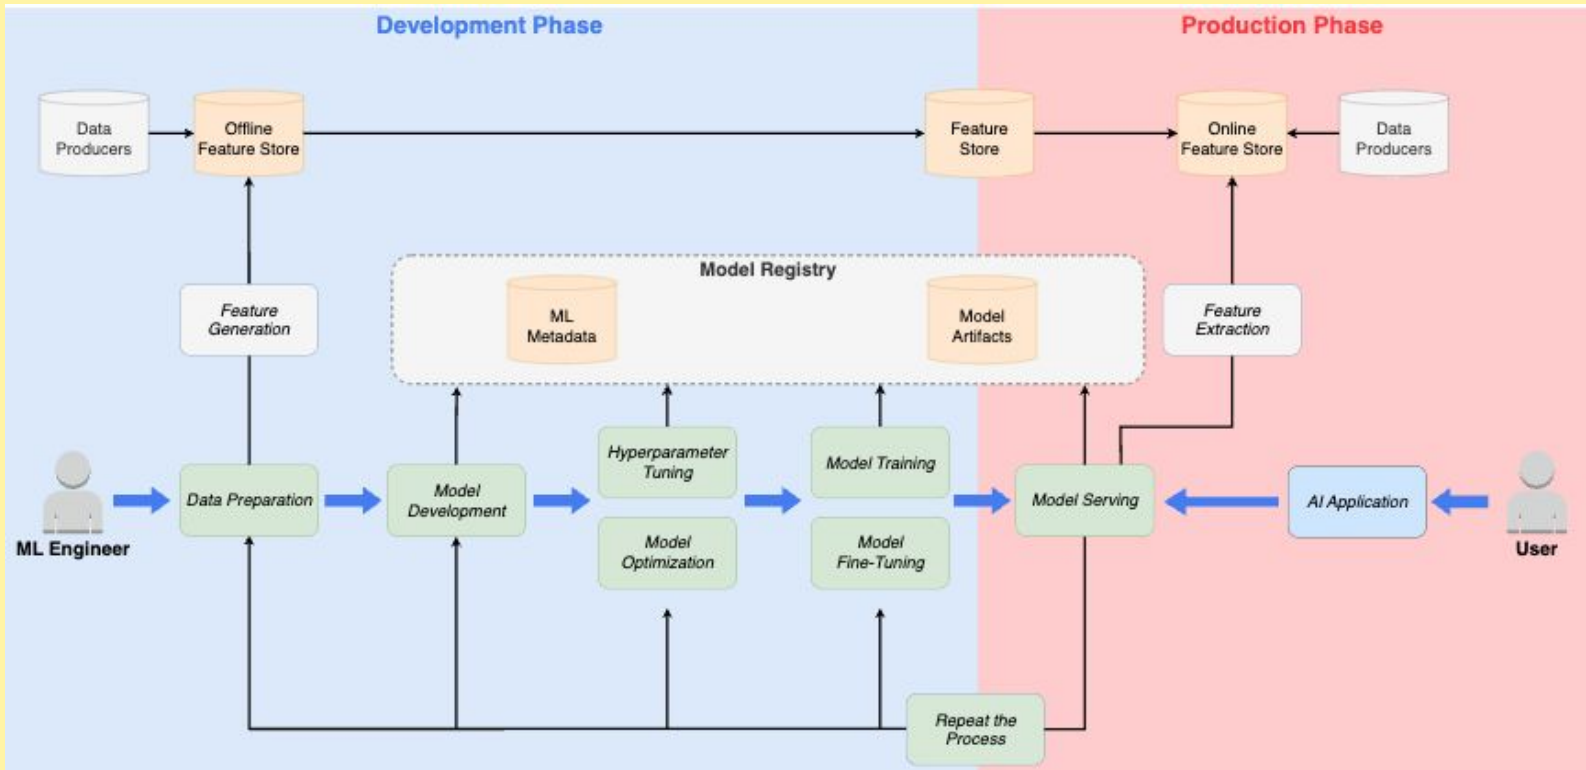 Development Phase
Production Phase
Data
Producers
Offline
Feature Store
Feature
Store
Online
Feature Store
Data
Producers
Model Registry
ML
Metadata
Model
Artifacts
Feature
Generation
Feature
Extraction
ML Engineer
Data Preparation
Model
Development
Hyperparameter
Tuning
Model
Optimization
Model Training
Model
Fine-Tuning
Model Serving
AI Application
User
Repeat the
Process